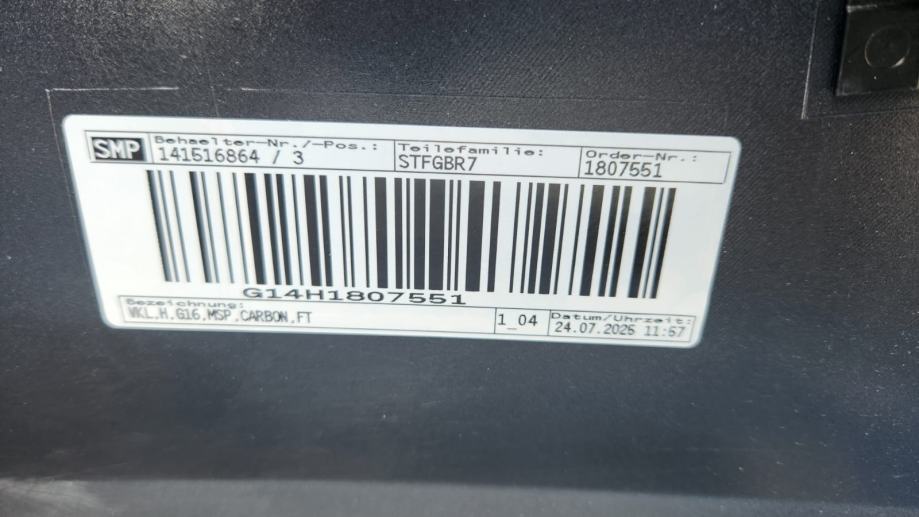 SMP Behaelter-Nr./-Pos.: Teilefamilie: Order-Nr.:
141516864 / 3 STFGBR7 1807551
G14H1807551
Bezeichnung: Datum/Uhrzeit:
VKL,H,G16,MSP,CARBON,FT 1_04 24.07.2025 11:57